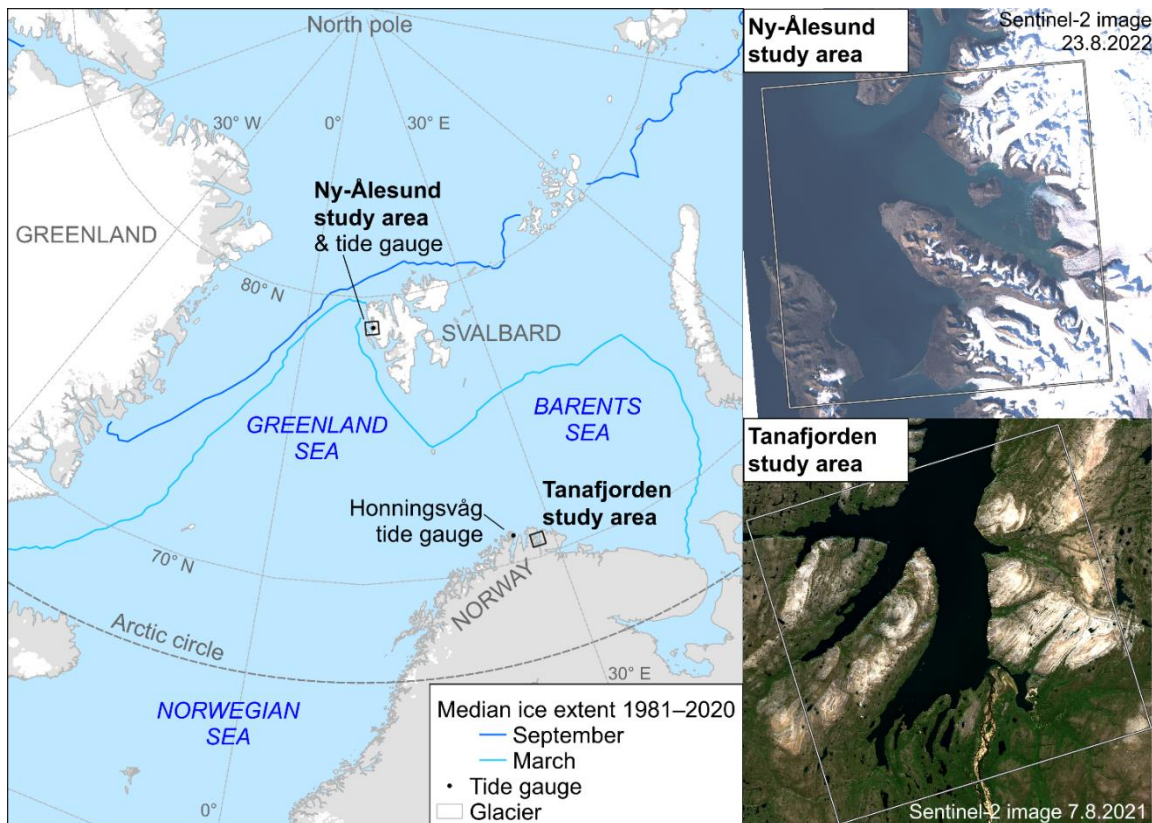 North pole
30° W
0°
30° E
Ny-Ålesund
study area
& tide gauge
GREENLAND
80° N
SVALBARD
GREENLAND
SEA
BARENTS
SEA
Honningsvåg
tide gauge
Tanafjorden
study area
70° N
NORWAY
Arctic circle
30° E
NORWEGIAN
SEA
0°
Median ice extent 1981–2020
September
March
Tide gauge
Glacier
Ny-Ålesund
study area
Sentinel-2 image
23.8.2022
Tanafjorden
study area
Sentinel-2 image 7.8.2021